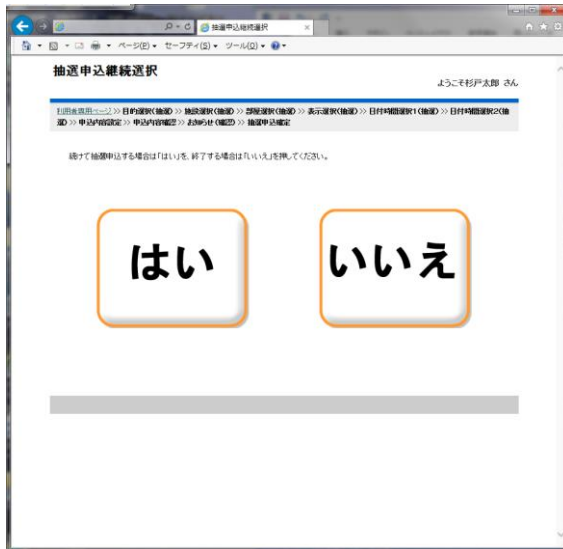 抽選申込継続選択
ページ(P) セーフティ(S) ツール(O)
抽選申込継続選択
ようこそ杉戸太郎 さん
利用者専用ページ >> 目的選択(抽選) >> 施設選択(抽選) >> 部屋選択(抽選) >> 表示選択(抽選) >> 日付時間選択1(抽選) >> 日付時間選択2(抽
選) >> 申込内容設定 >> 申込内容確認 >> お知らせ(確認) >> 抽選申込確定
続けて抽選申込する場合は「はい」を、終了する場合は「いいえ」を押してください。
はい いいえ